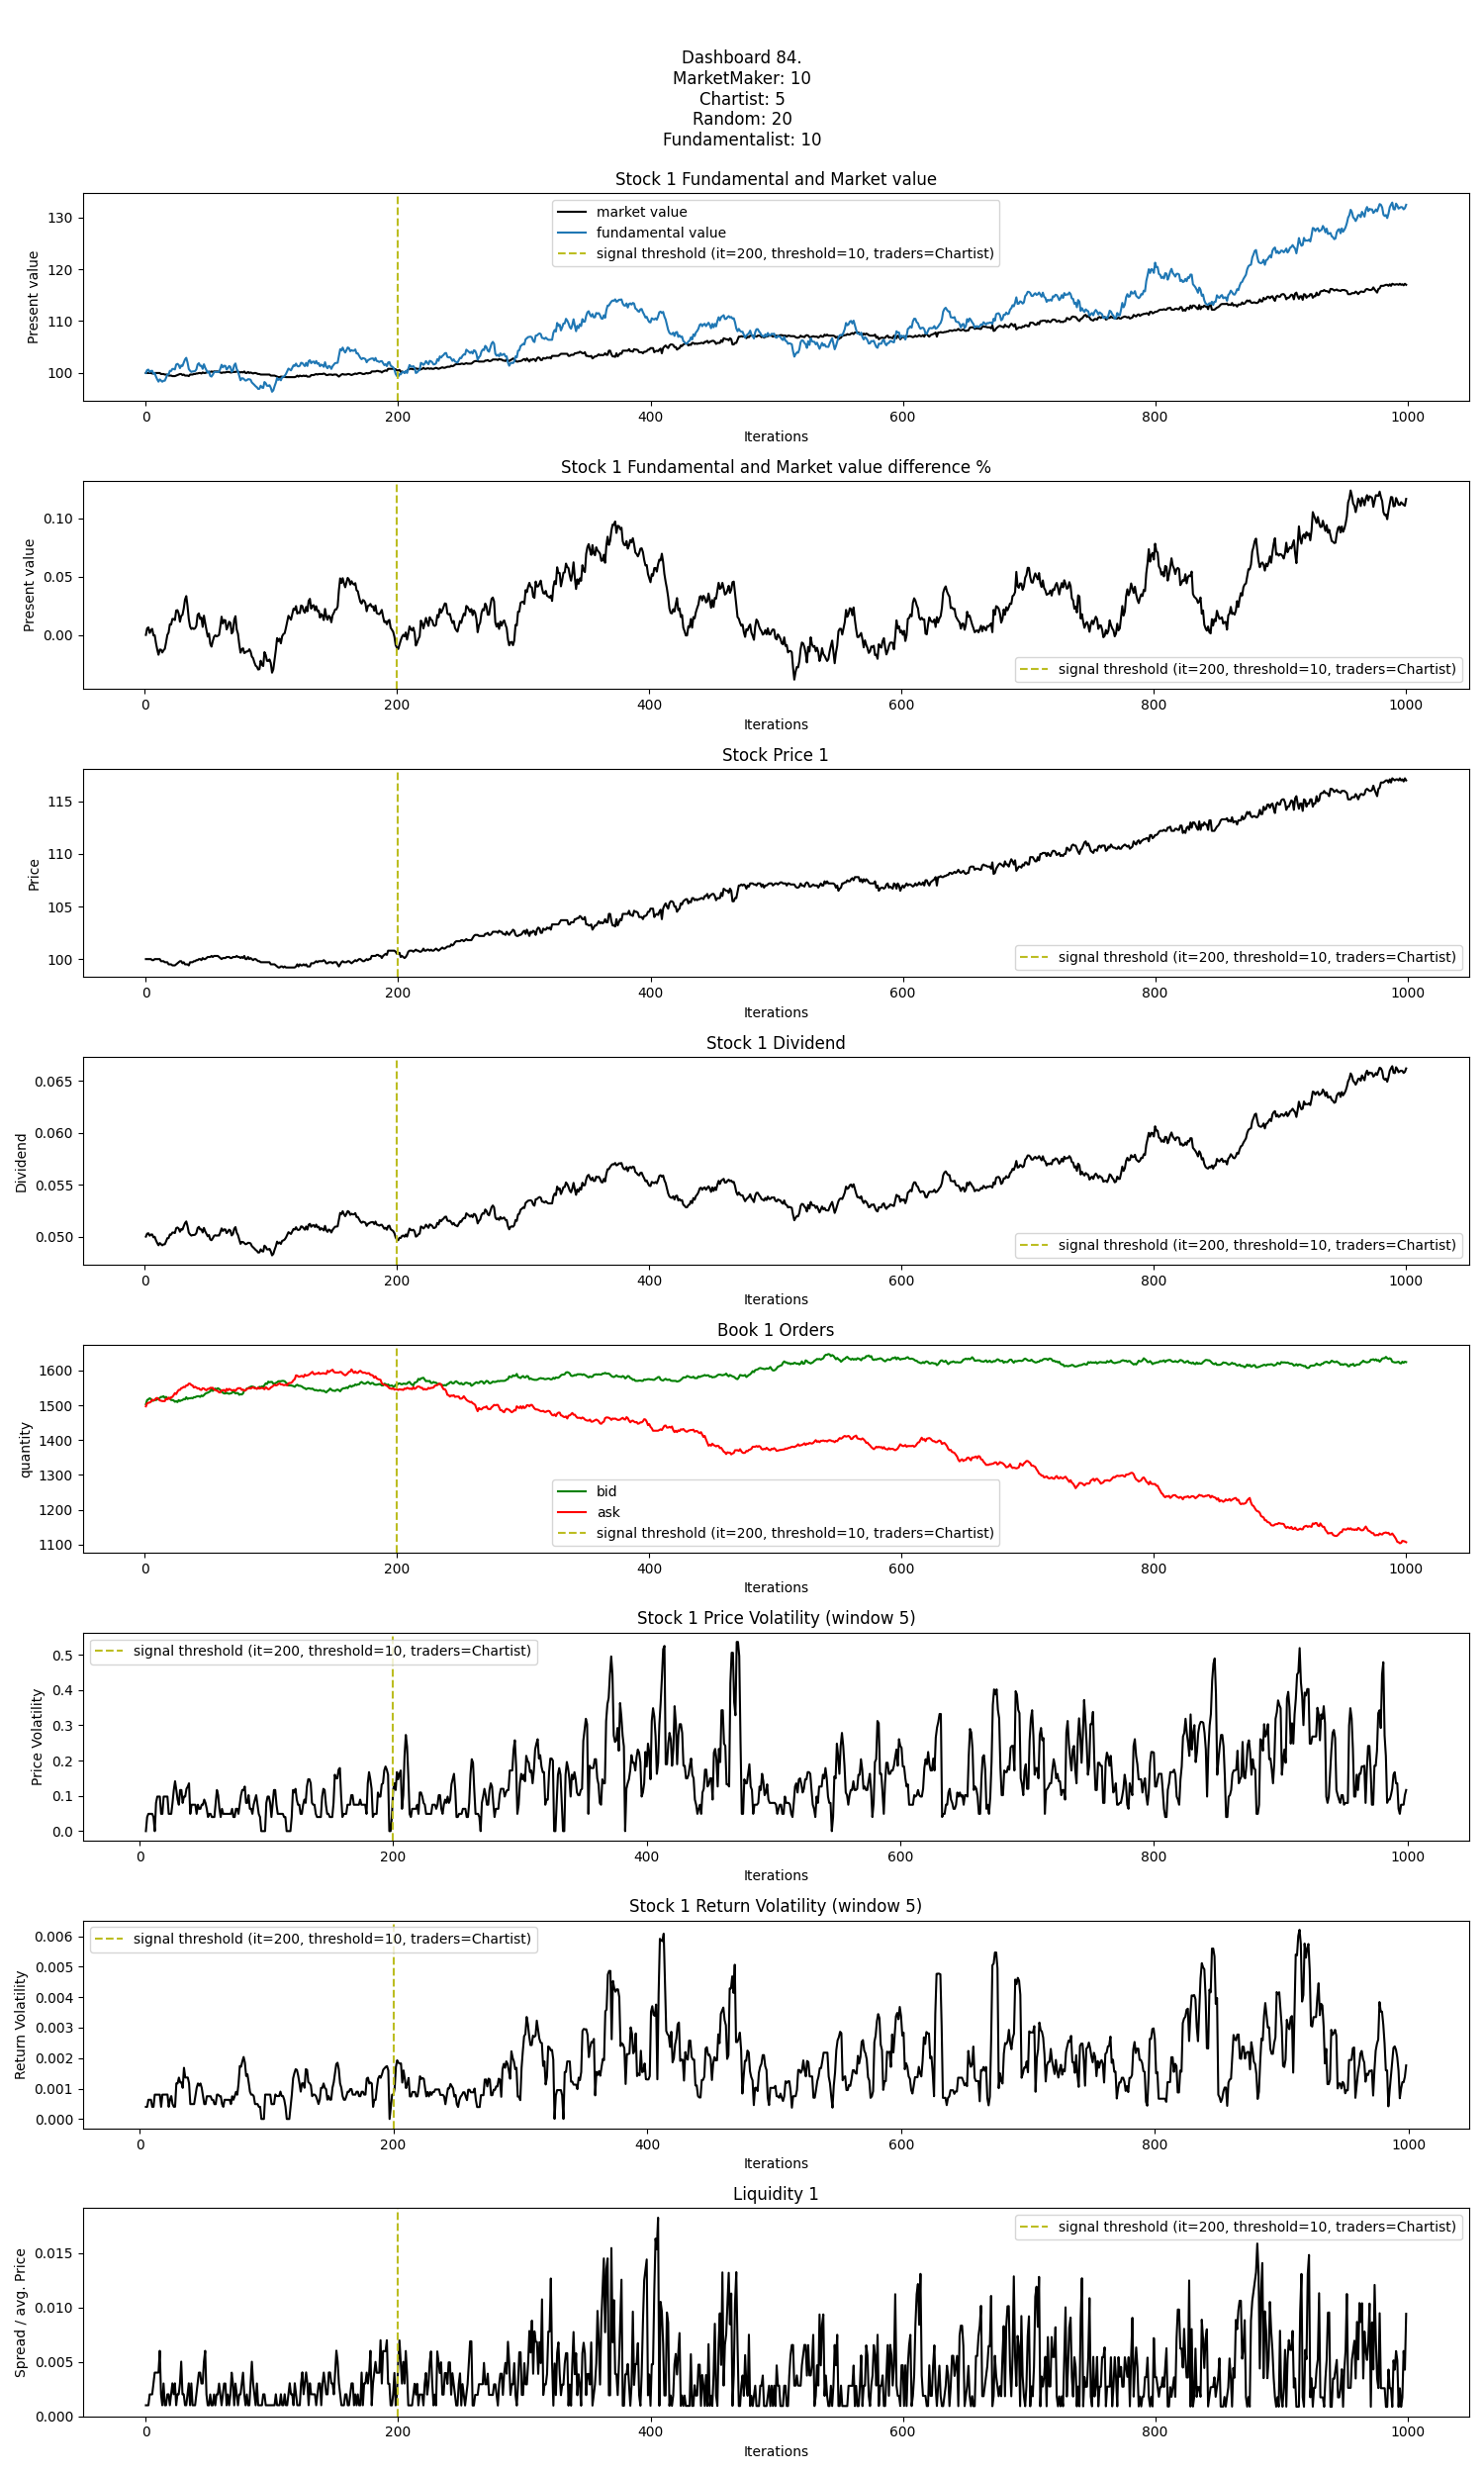 Dashboard 84.
MarketMaker: 10
Chartist: 5
Random: 20
Fundamentalist: 10
Stock 1 Fundamental and Market value
market value
fundamental value
signal threshold (it=200, threshold=10, traders=Chartist)
130
120
110
100
Present value
0 200 400 600 800 1000
Iterations
Stock 1 Fundamental and Market value difference %
0.10
0.05
0.00
Present value
signal threshold (it=200, threshold=10, traders=Chartist)
0 200 400 600 800 1000
Iterations
Stock Price 1
115
110
105
100
Price
signal threshold (it=200, threshold=10, traders=Chartist)
0 200 400 600 800 1000
Iterations
Stock 1 Dividend
0.065
0.060
0.055
0.050
Dividend
signal threshold (it=200, threshold=10, traders=Chartist)
0 200 400 600 800 1000
Iterations
Book 1 Orders
1600
1500
1400
1300
1200
1100
quantity
bid
ask
signal threshold (it=200, threshold=10, traders=Chartist)
0 200 400 600 800 1000
Iterations
Stock 1 Price Volatility (window 5)
signal threshold (it=200, threshold=10, traders=Chartist)
0.5
0.4
0.3
0.2
0.1
0.0
Price Volatility
0 200 400 600 800 1000
Iterations
Stock 1 Return Volatility (window 5)
signal threshold (it=200, threshold=10, traders=Chartist)
0.006
0.005
0.004
0.003
0.002
0.001
0.000
Return Volatility
0 200 400 600 800 1000
Iterations
Liquidity 1
signal threshold (it=200, threshold=10, traders=Chartist)
0.015
0.010
0.005
0.000
Spread / avg. Price
0 200 400 600 800 1000
Iterations